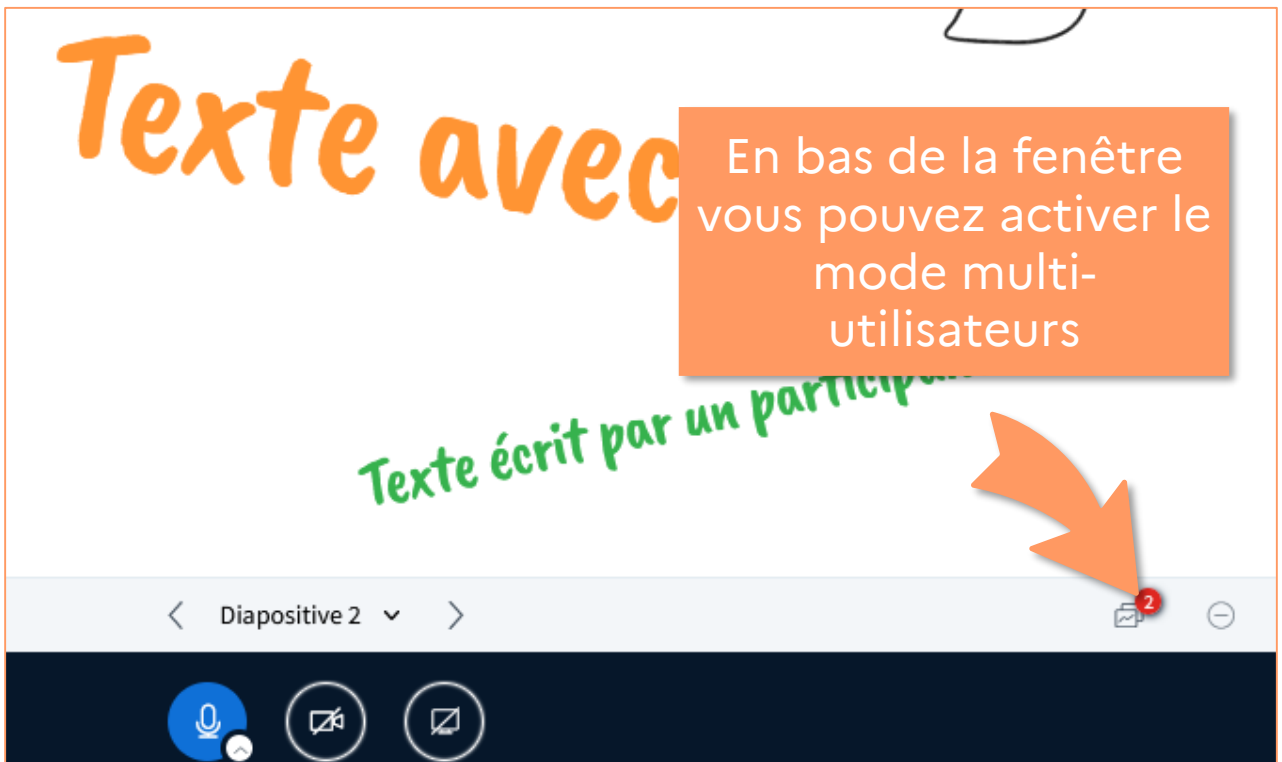 Texte avec
En bas de la fenêtre
vous pouvez activer le
mode multi-
utilisateurs
Texte écrit par un
Diapositive 2
2